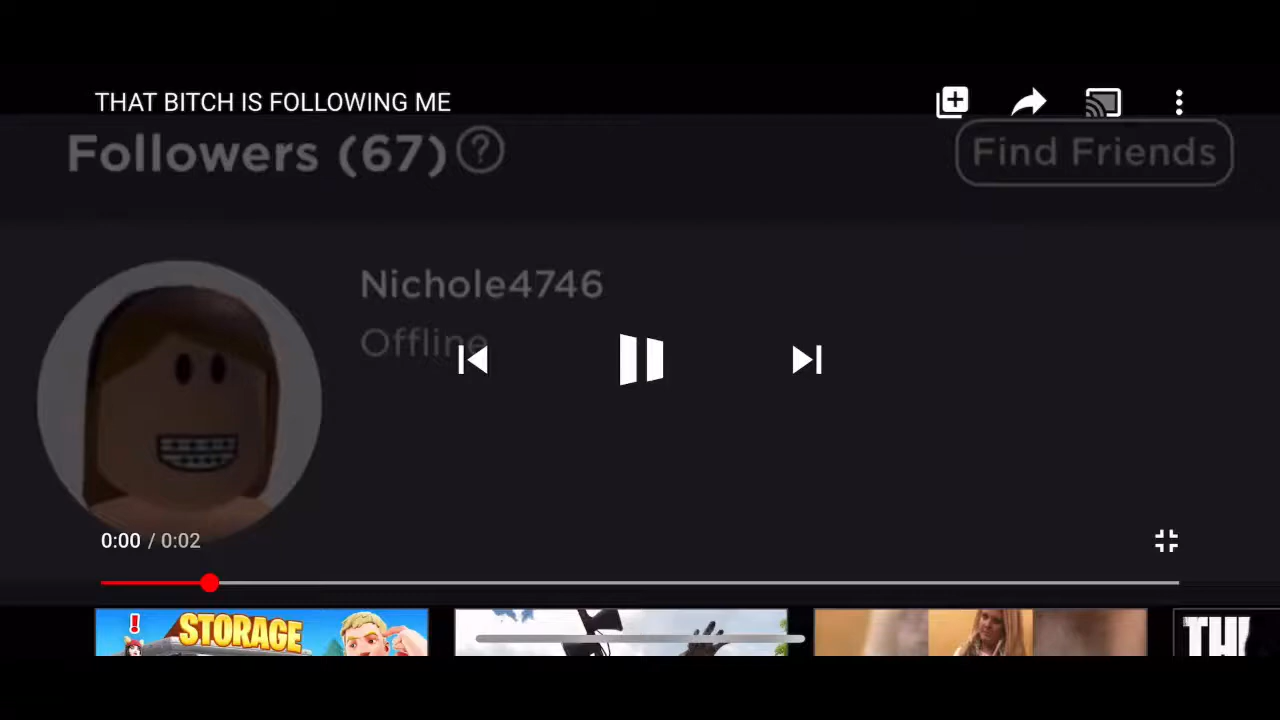 THAT BITCH IS FOLLOWING ME
Followers (67) ?
Find Friends
Nichole4746
Offline
0:00 / 0:02
! STORAGE